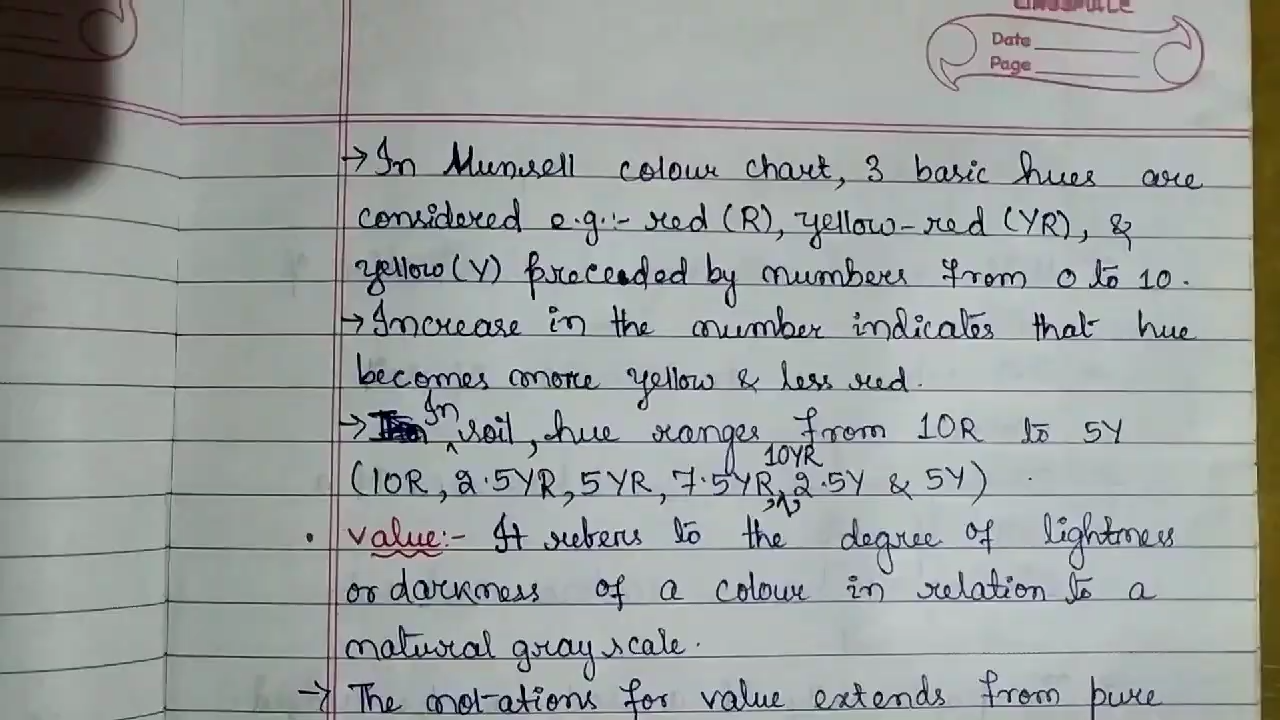 Date
Page
→ In Munsell colour chart, 3 basic hues are
considered e.g:- red (R), yellow-red (YR), &
yellow (Y) preceeded by numbers from 0 to 10.
→ Increase in the number indicates that hue
becomes more yellow & less red.
→ In soil, hue ranges from 10R to 5Y
(10R, 2.5YR, 5YR, 7.5YR, 10YR, 2.5Y & 5Y)
• Value:- It refers to the degree of lightness
or darkness of a colour in relation to a
natural gray scale.
→ The notations for value extends from pure